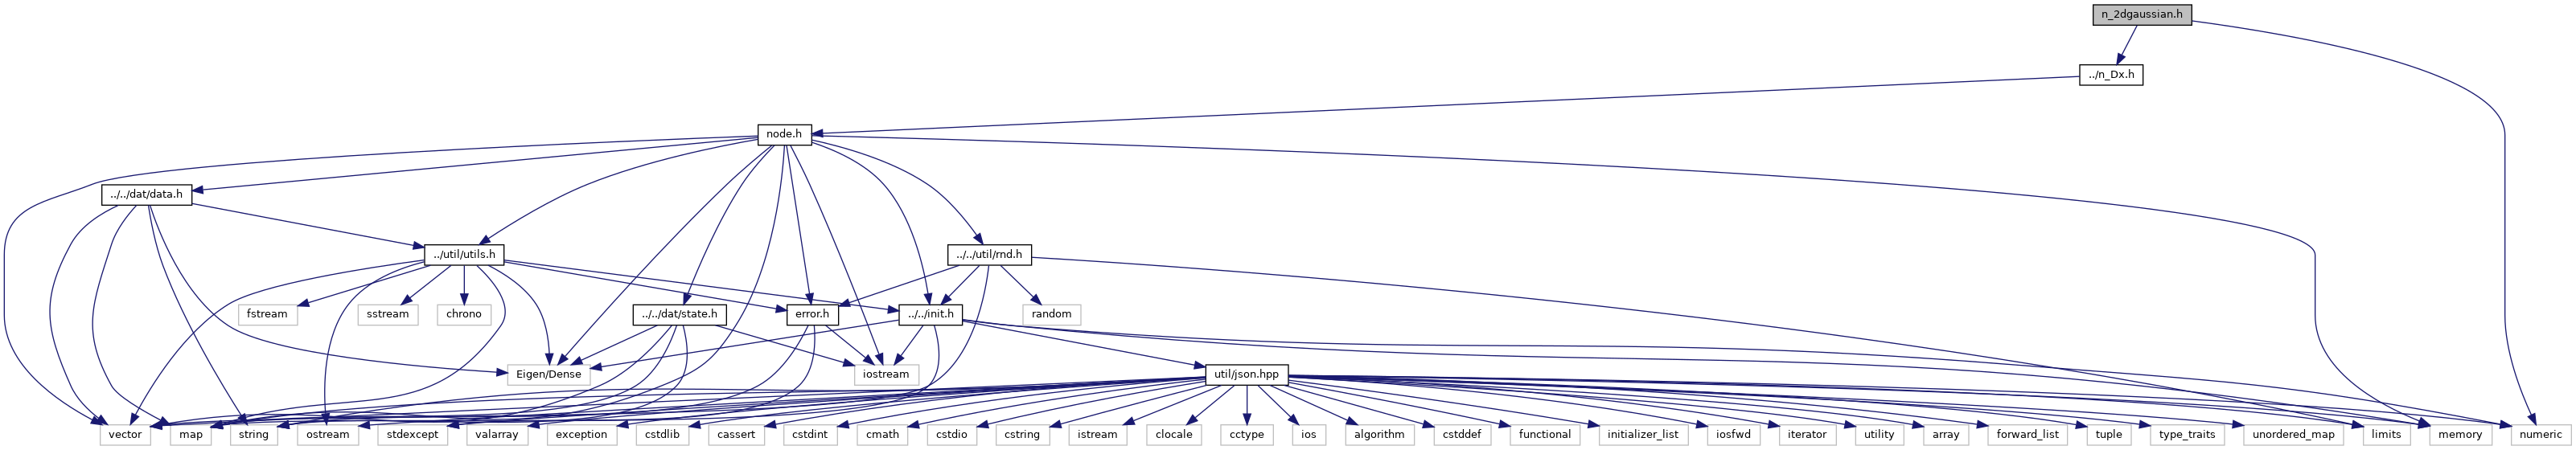 n_2dgaussian.h
../n_Dx.h
node.h
../../dat/data.h
../util/utils.h
../../util/rnd.h
fstream
sstream
chrono
../../dat/state.h
error.h
../../init.h
random
Eigen/Dense
iostream
util/json.hpp
vector
map
string
ostream
stdexcept
valarray
exception
cstdlib
cassert
cstdint
cmath
cstdio
cstring
istream
clocale
cctype
ios
algorithm
cstddef
functional
initializer_list
iosfwd
iterator
utility
array
forward_list
tuple
type_traits
unordered_map
limits
memory
numeric